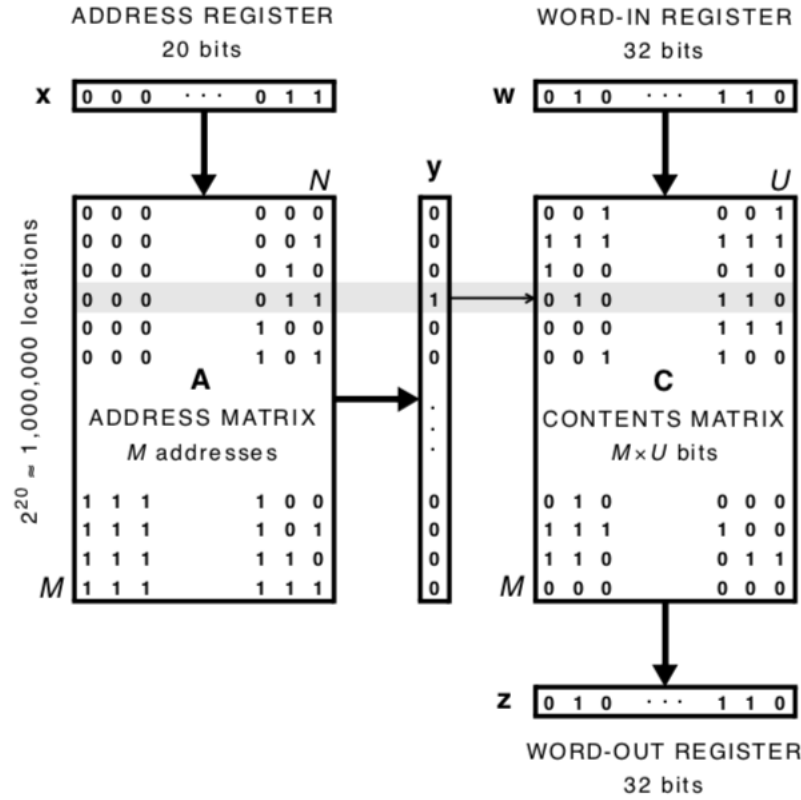 ADDRESS REGISTER
20 bits
x 0 0 0 · · · 0 1 1
WORD-IN REGISTER
32 bits
w 0 1 0 · · · 1 1 0
2^20 ≈ 1,000,000 locations
N
0 0 0 0 0 0
0 0 0 0 0 1
0 0 0 0 1 0
0 0 0 0 1 1
0 0 0 1 0 0
0 0 0 1 0 1
A
ADDRESS MATRIX
M addresses
1 1 1 1 0 0
1 1 1 1 0 1
1 1 1 1 1 0
M 1 1 1 1 1 1
y
0
0
0
1
0
0
·
·
·
0
0
0
0
U
0 0 1 0 0 1
1 1 1 1 1 1
1 0 0 0 1 0
0 1 0 1 1 0
0 0 0 1 1 1
0 0 1 1 0 0
C
CONTENTS MATRIX
M×U bits
0 1 0 0 0 0
1 1 1 1 0 0
1 1 0 0 1 1
M 0 0 0 0 0 0
z 0 1 0 · · · 1 1 0
WORD-OUT REGISTER
32 bits